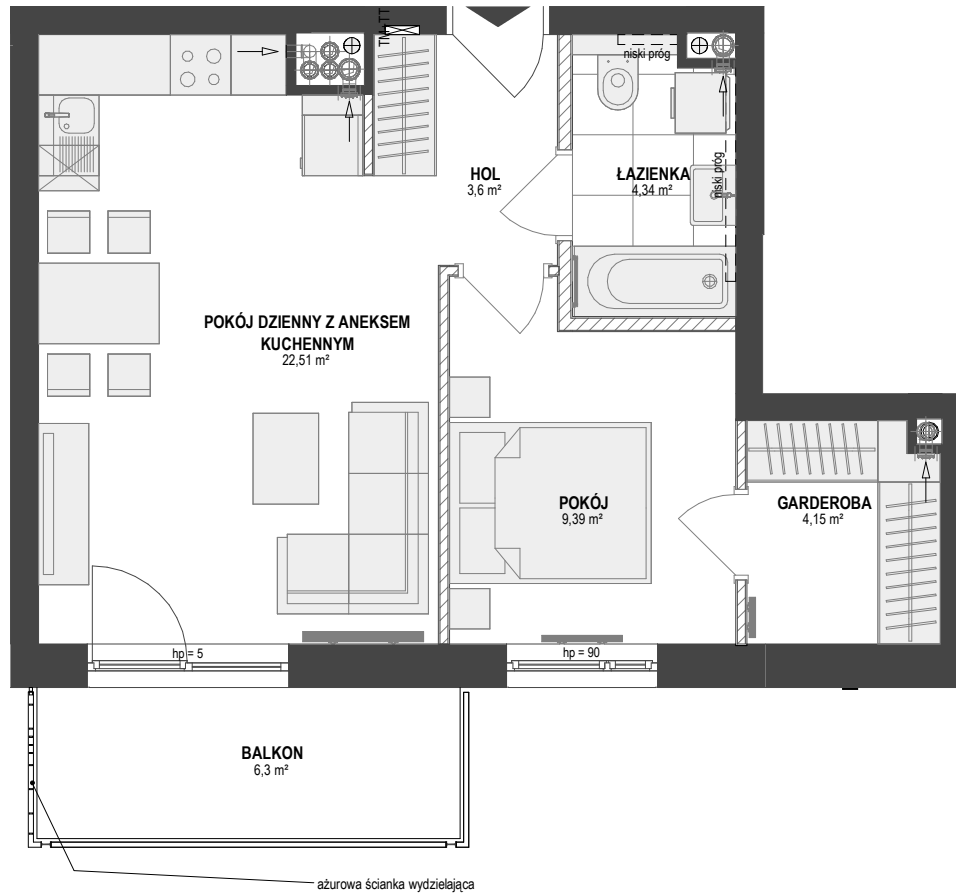 TM, TT
niski próg
HOL
3,6 m²
ŁAZIENKA
4,34 m²
niski próg
POKÓJ DZIENNY Z ANEKSEM
KUCHENNYM
22,51 m²
POKÓJ
9,39 m²
GARDEROBA
4,15 m²
hp = 5
hp = 90
BALKON
6,3 m²
ażurowa ścianka wydzielająca